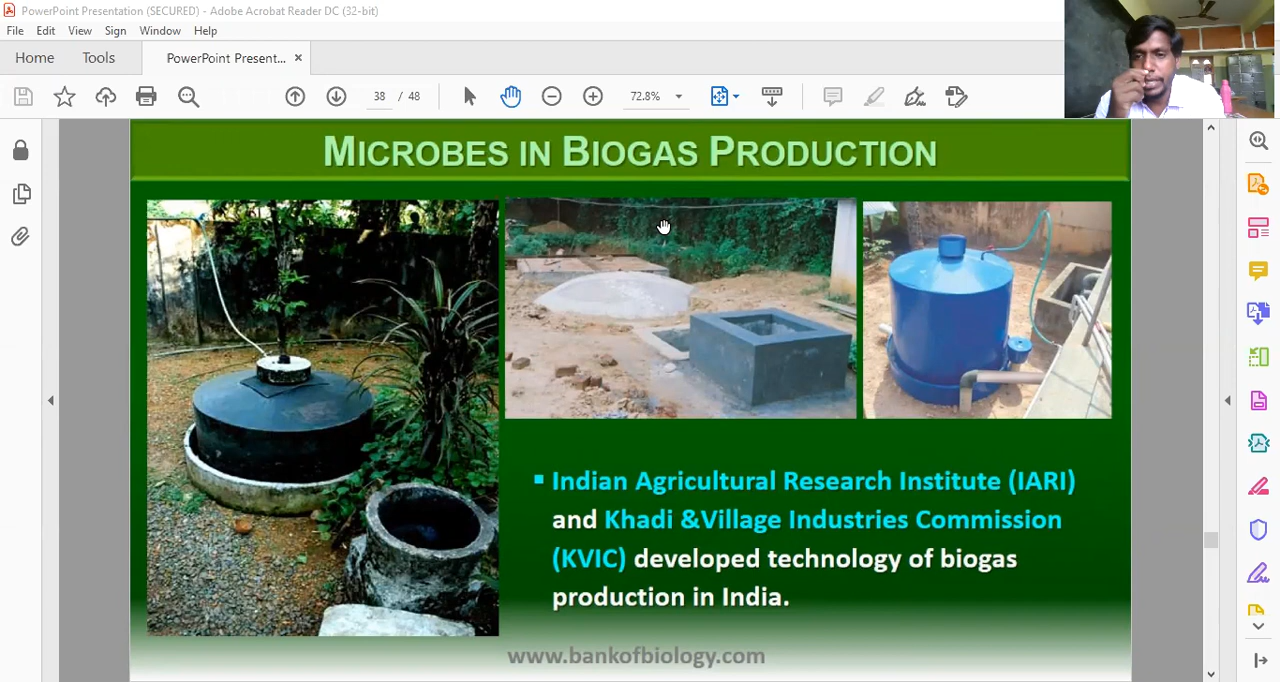 PowerPoint Presentation (SECURED) - Adobe Acrobat Reader DC (32-bit)
File Edit View Sign Window Help
Home Tools PowerPoint Present... ×
38 / 48 72.8%
MICROBES IN BIOGAS PRODUCTION
▪ Indian Agricultural Research Institute (IARI)
and Khadi &Village Industries Commission
(KVIC) developed technology of biogas
production in India.
www.bankofbiology.com